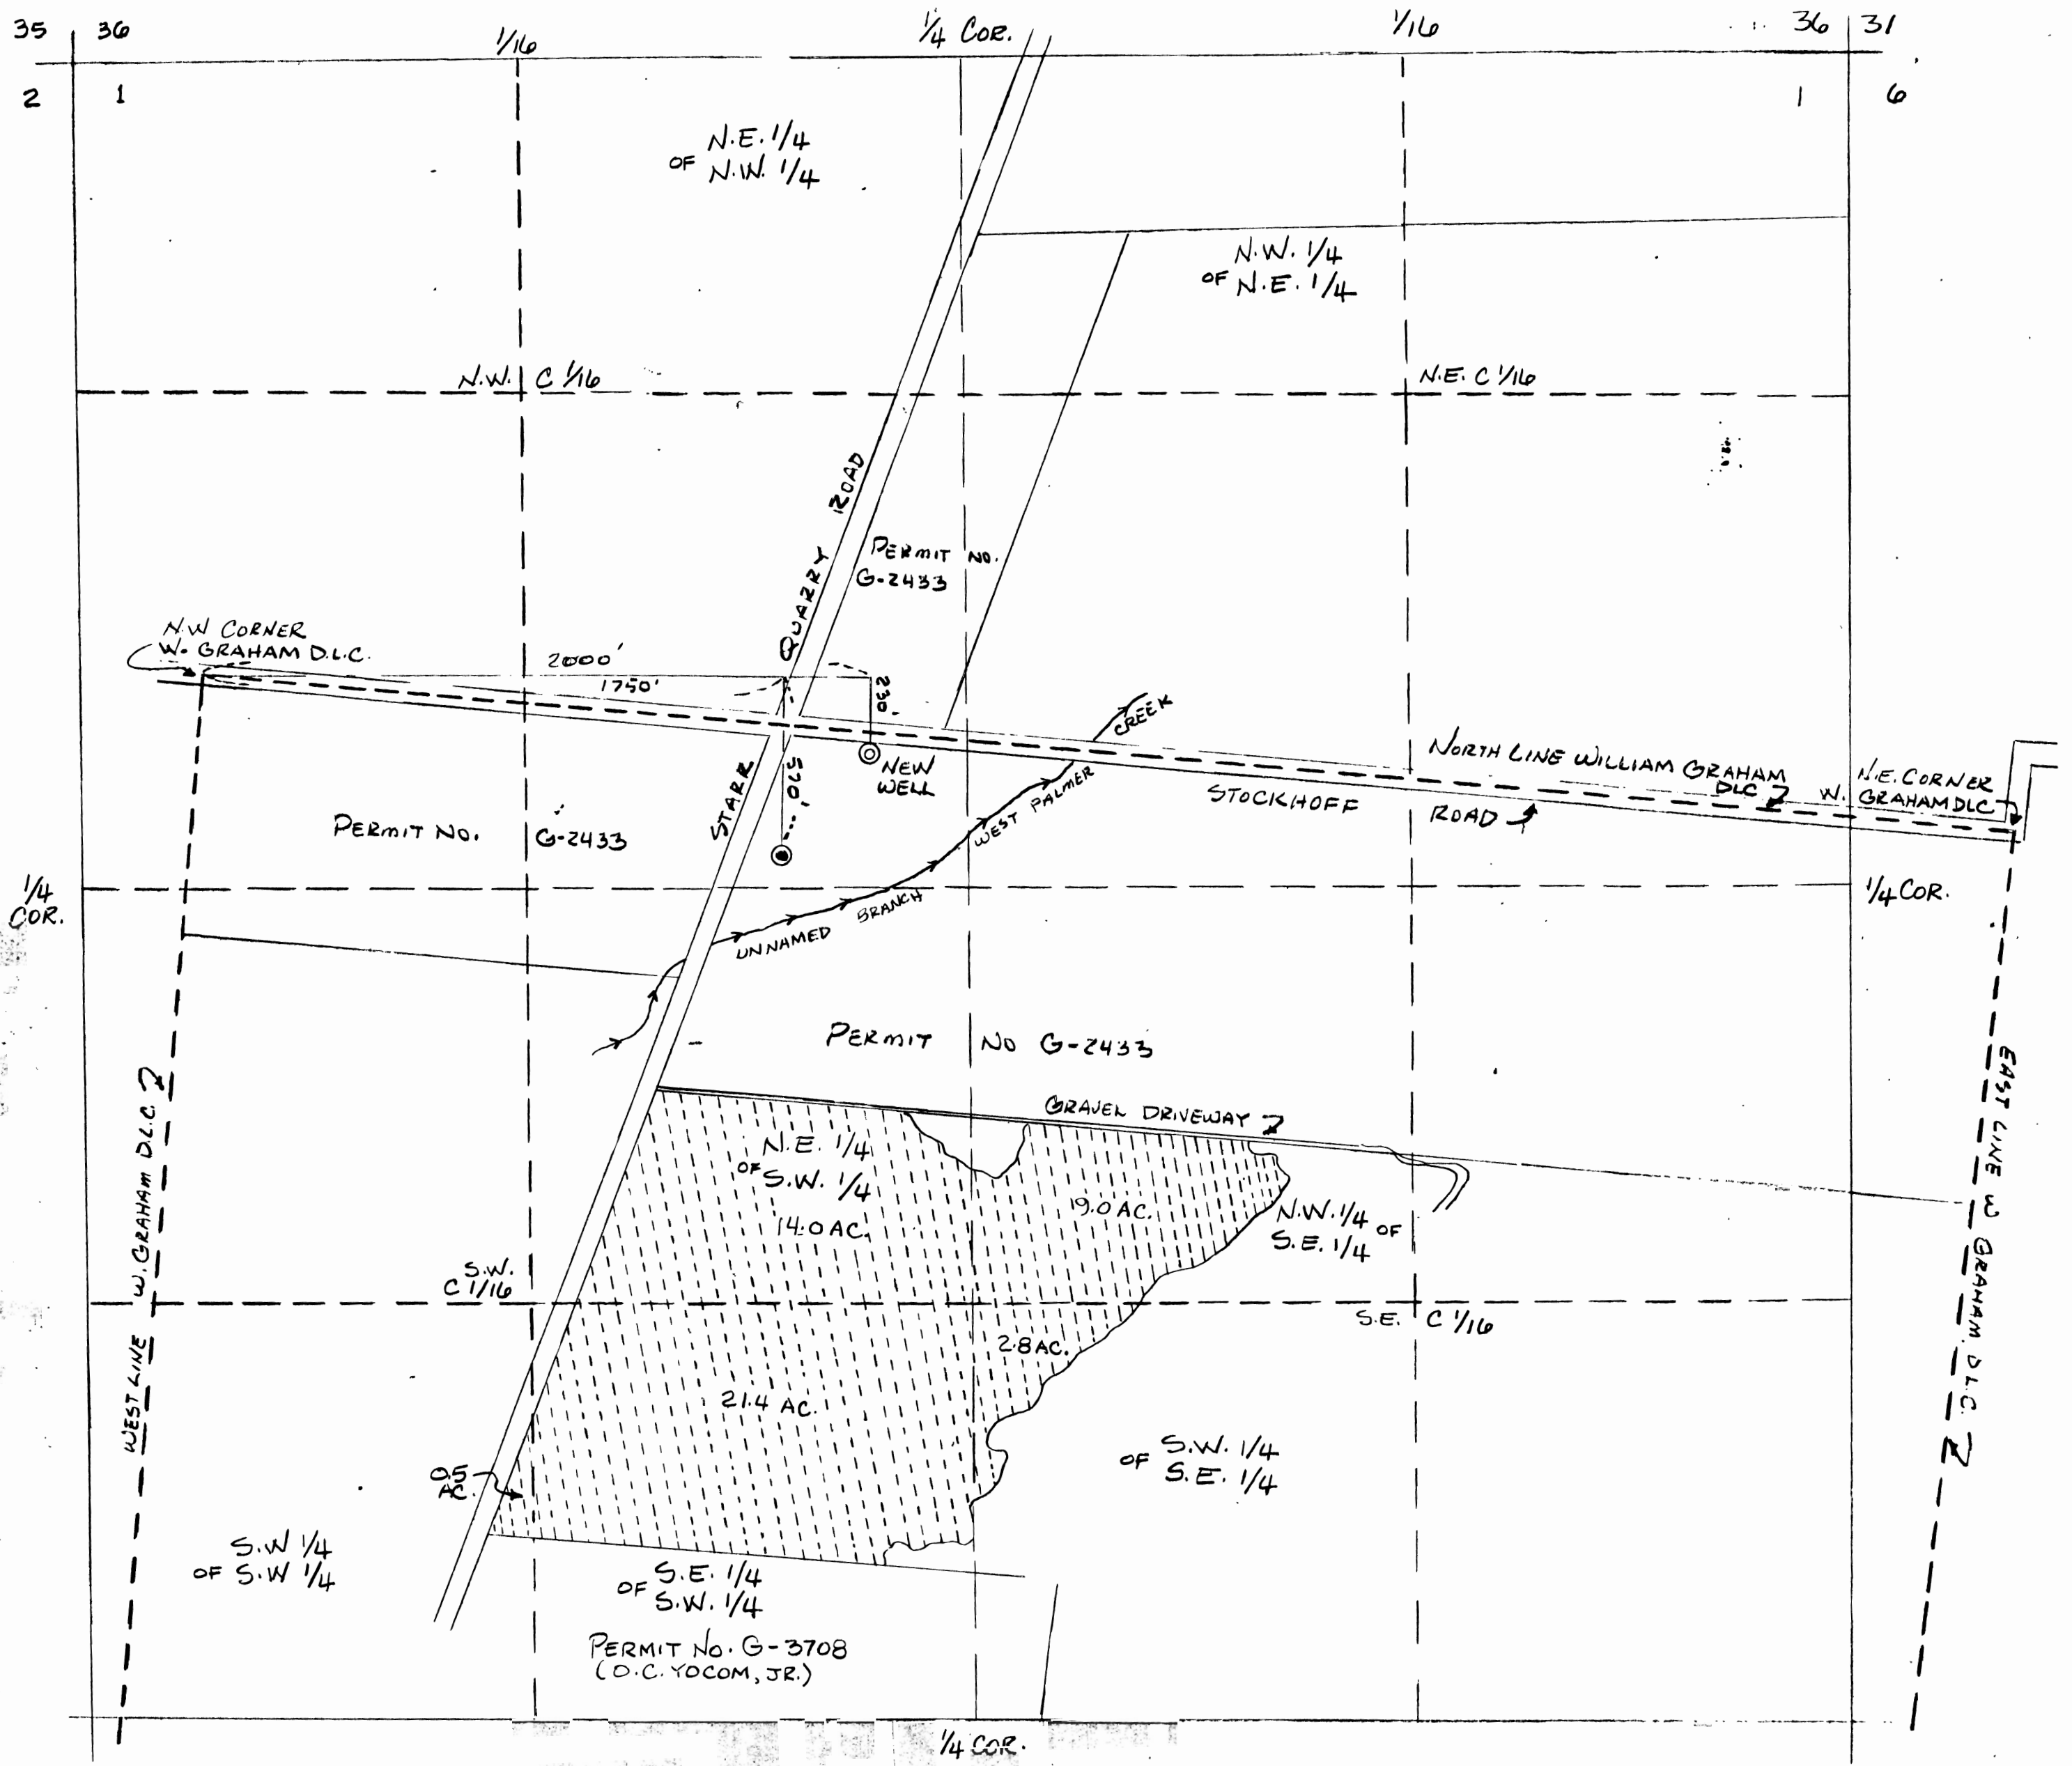 35 36
1/16
1/4 COR.
1/16
36 31
2 1
1 6
N.E. 1/4
OF N.W. 1/4
N.W. 1/4
OF N.E. 1/4
N.W. C 1/16
N.E. C 1/16
QUARRY ROAD
PERMIT NO.
G-2433
N.W CORNER
W. GRAHAM D.L.C.
2000'
1750'
230'
CREEK
NEW
WELL
STARR
570'
WEST PALMER
NORTH LINE WILLIAM GRAHAM
DLC
N.E. CORNER
W. GRAHAM DLC
STOCKHOFF
ROAD
PERMIT NO. G-2433
1/4
COR.
1/4 COR.
UNNAMED BRANCH
PERMIT NO G-2433
GRAVEL DRIVEWAY
EAST LINE W GRAHAM. D.L.C.
WEST LINE W. GRAHAM D.L.C.
N.E. 1/4
OF S.W. 1/4
14.0 AC.
19.0 AC.
N.W. 1/4 OF
S.E. 1/4
S.W.
C 1/16
S.E. C 1/16
2.8 AC.
21.4 AC.
0.5
AC.
S.W. 1/4
OF S.E. 1/4
S.W 1/4
OF S.W 1/4
S.E. 1/4
OF S.W. 1/4
PERMIT NO. G-3708
(O.C. YOCOM, JR.)
1/4 COR.